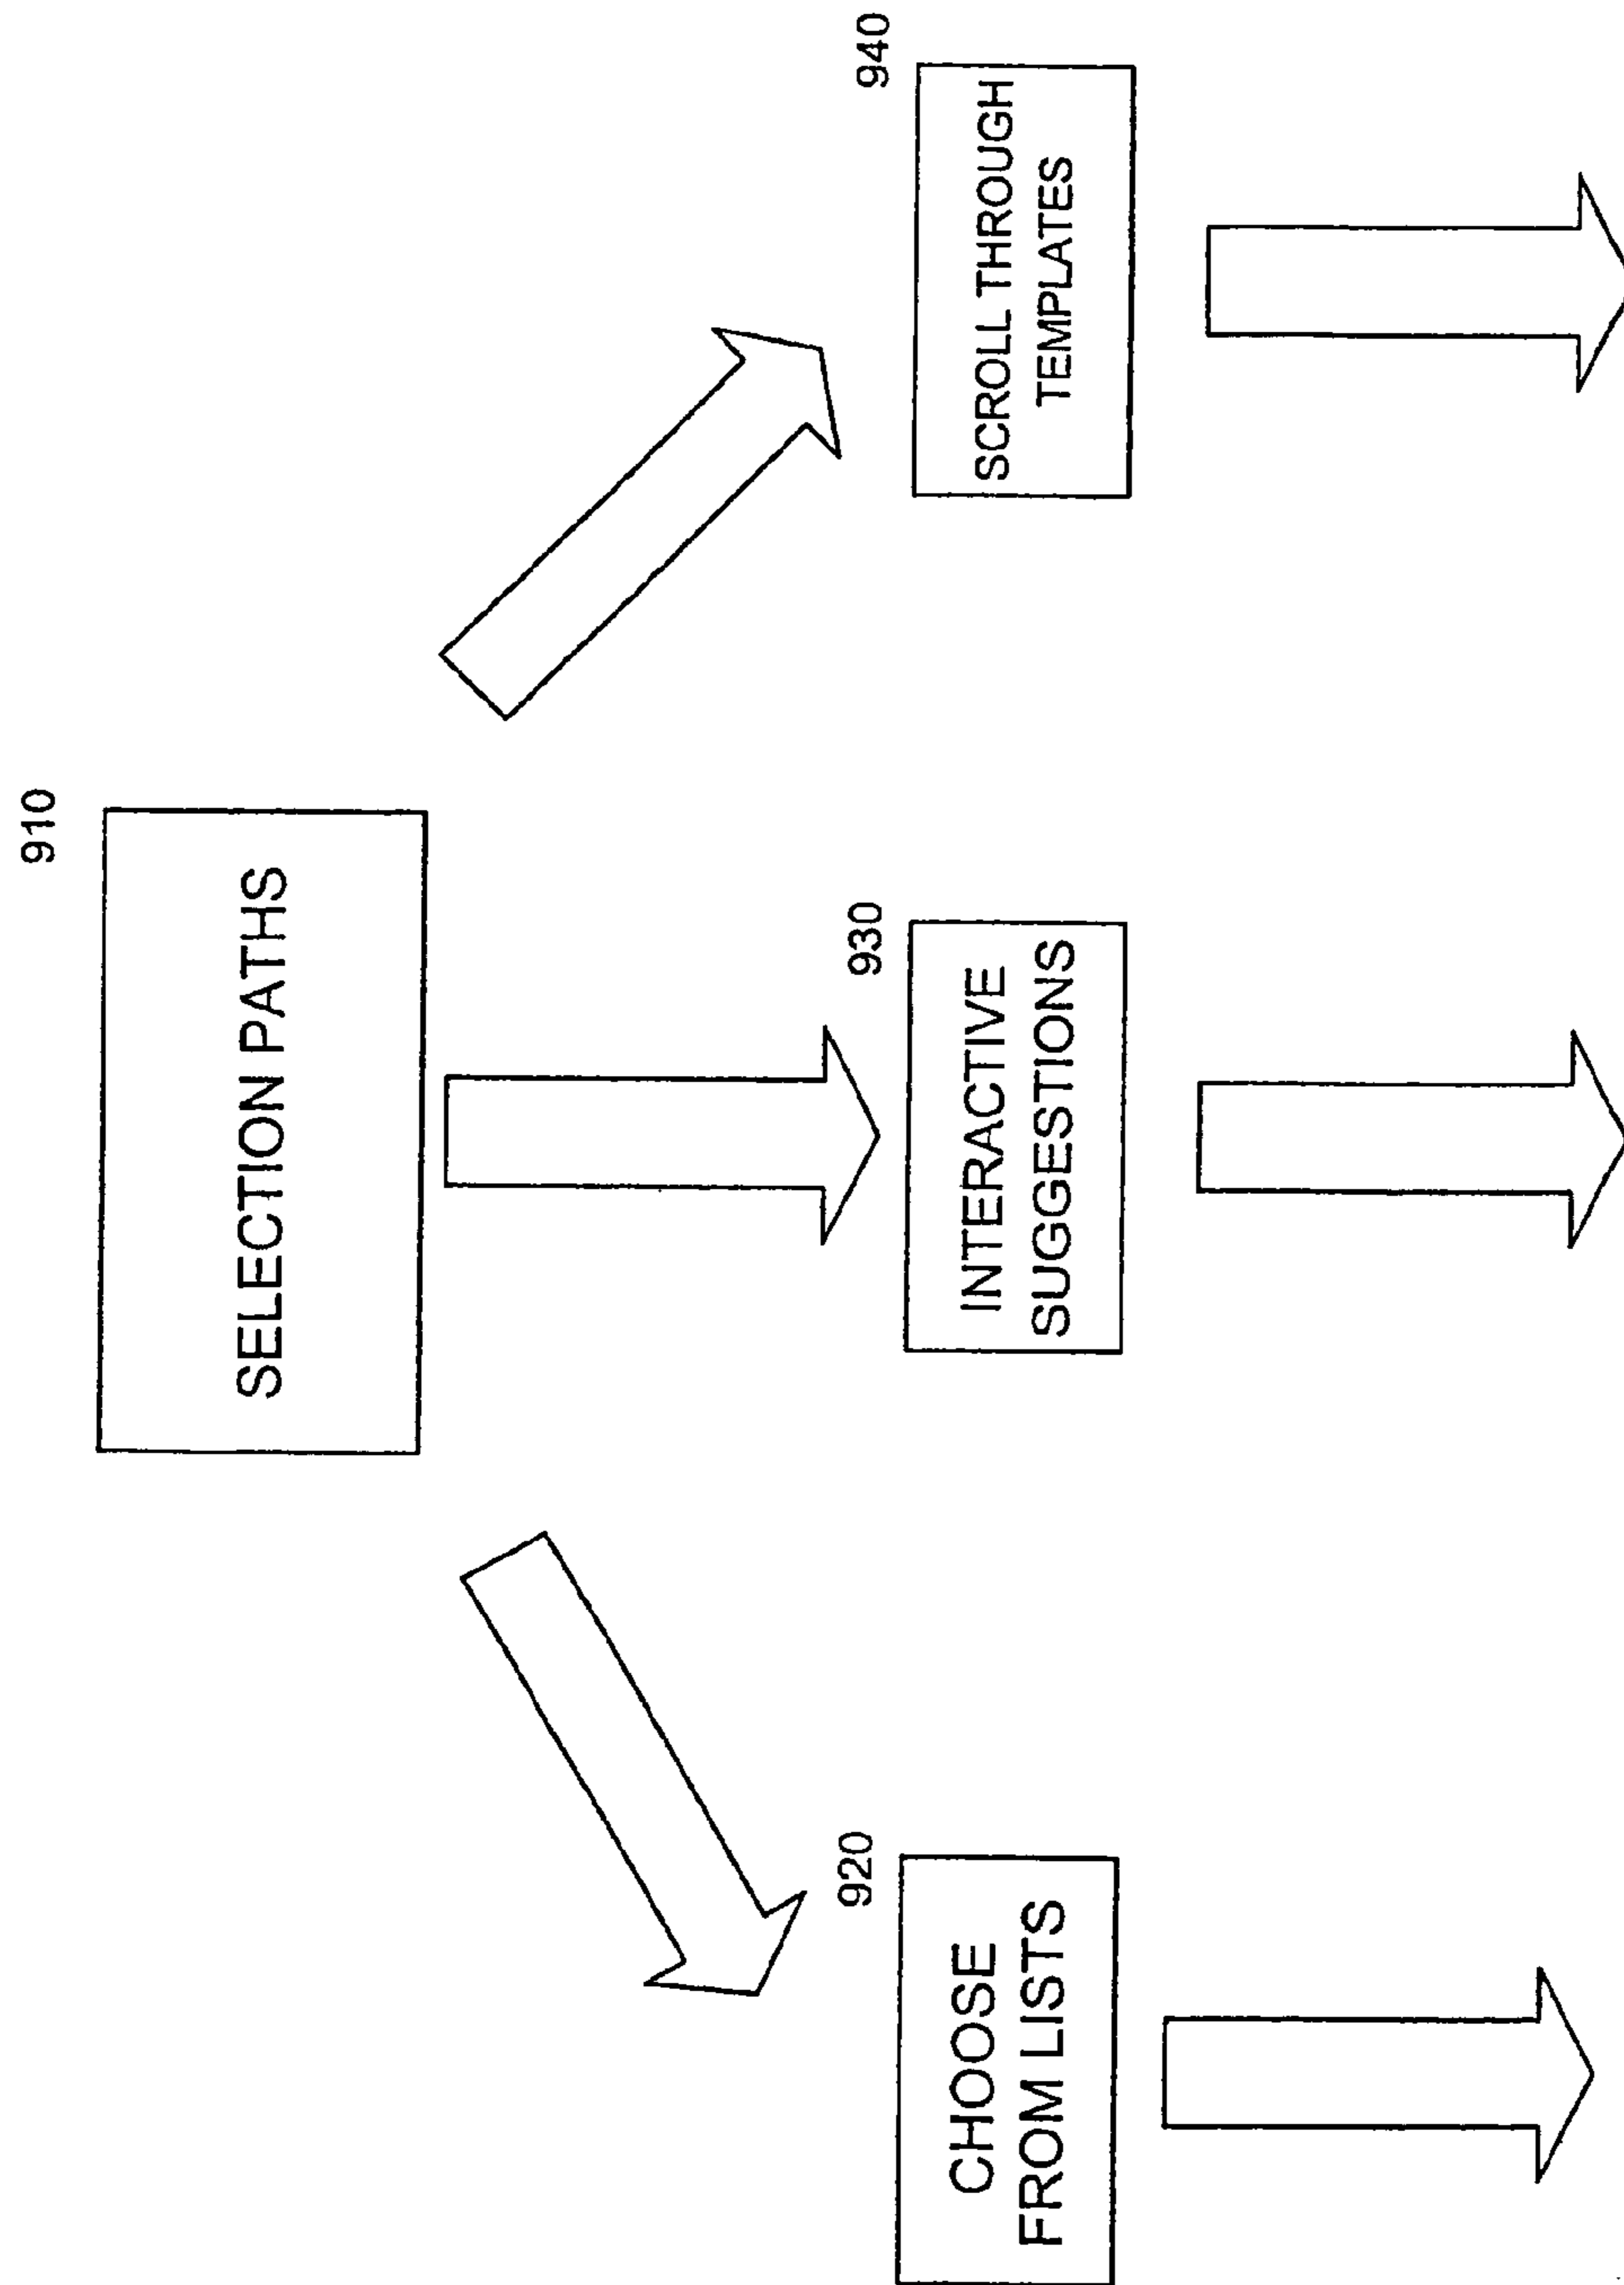 910
SELECTION PATHS
920
CHOOSE
FROM LISTS
930
INTERACTIVE
SUGGESTIONS
940
SCROLL THROUGH
TEMPLATES